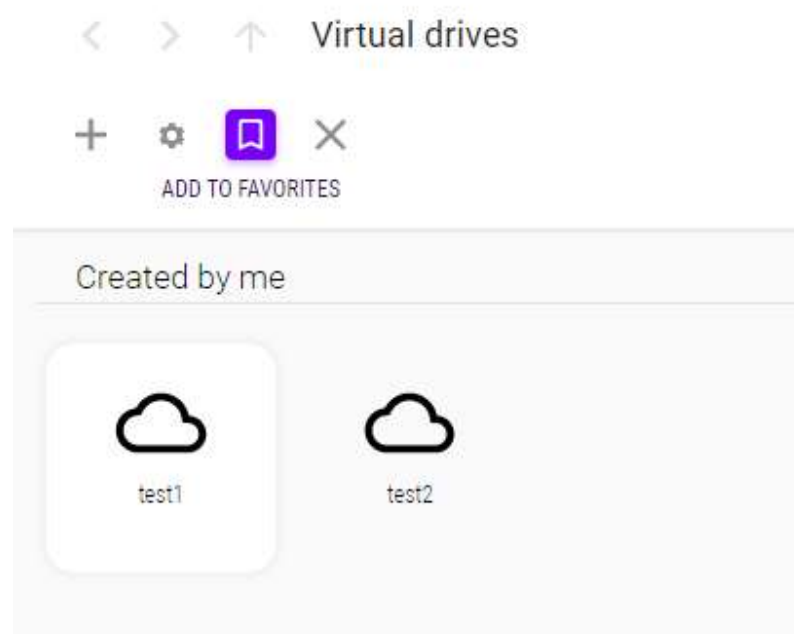 Virtual drives
ADD TO FAVORITES
Created by me
test1
test2